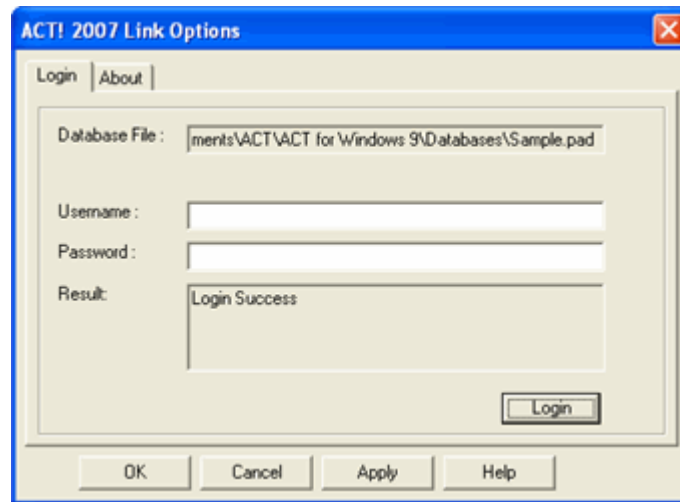 ACT! 2007 Link Options
Login About
Database File : ments\ACT\ACT for Windows 9\Databases\Sample.pad
Username :
Password :
Result: Login Success
Login
OK Cancel Apply Help